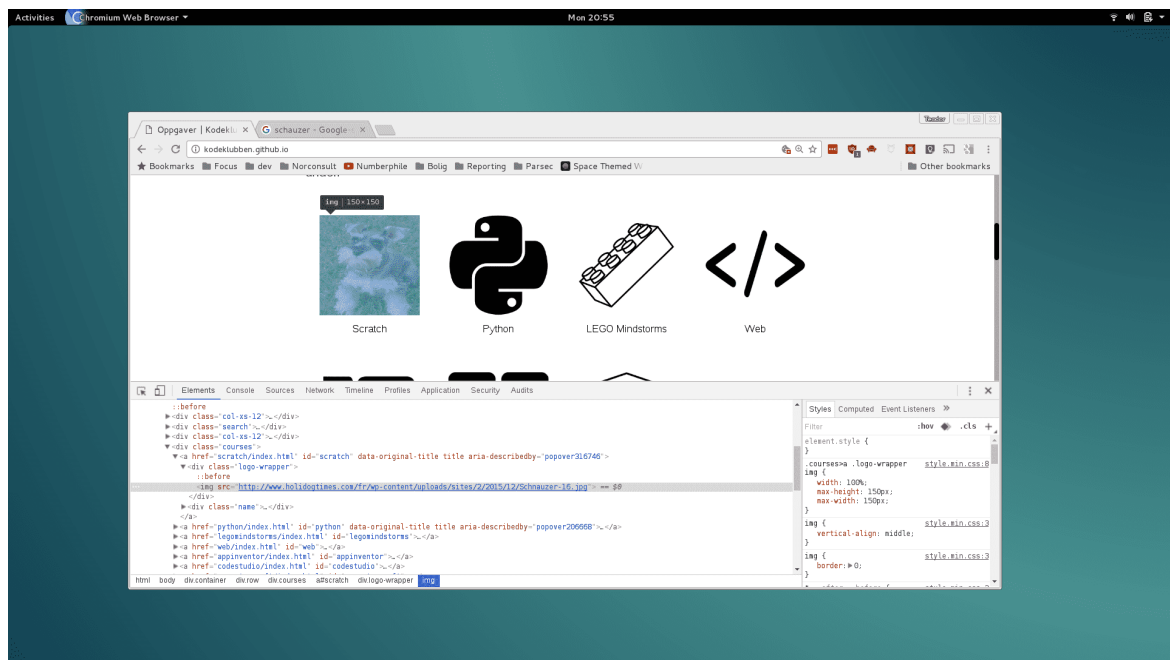 Activities Chromium Web Browser Mon 20:55
Oppgaver | Kodeklu schauzer - Google-
kodeklubben.github.io
Bookmarks Focus dev Norconsult Numberphile Bolig Reporting Parsec Space Themed W Other bookmarks
img | 150×150
Scratch Python LEGO Mindstorms Web
Elements Console Sources Network Timeline Profiles Application Security Audits
::before
<div class="col-xs-12">…</div>
<div class="search">…</div>
<div class="col-xs-12">…</div>
<div class="courses">
<a href="scratch/index.html" id="scratch" data-original-title title aria-describedby="popover316746">
<div class="logo-wrapper">
::before
<img src="http://www.holidogtimes.com/fr/wp-content/uploads/sites/2/2015/12/Schnauzer-16.jpg"> == $0
</div>
<div class="name">…</div>
</a>
<a href="python/index.html" id="python" data-original-title title aria-describedby="popover206668">…</a>
<a href="legomindstorms/index.html" id="legomindstorms">…</a>
<a href="web/index.html" id="web">…</a>
<a href="appinventor/index.html" id="appinventor">…</a>
<a href="codestudio/index.html" id="codestudio">…</a>
html body div.container div.row div.courses a#scratch div.logo-wrapper img
Styles Computed Event Listeners »
Filter :hov .cls +
element.style {
}
.courses>a .logo-wrapper style.min.css:8
img {
width: 100%;
max-height: 150px;
max-width: 150px;
}
img { style.min.css:3
vertical-align: middle;
}
img { style.min.css:3
border: 0;
}